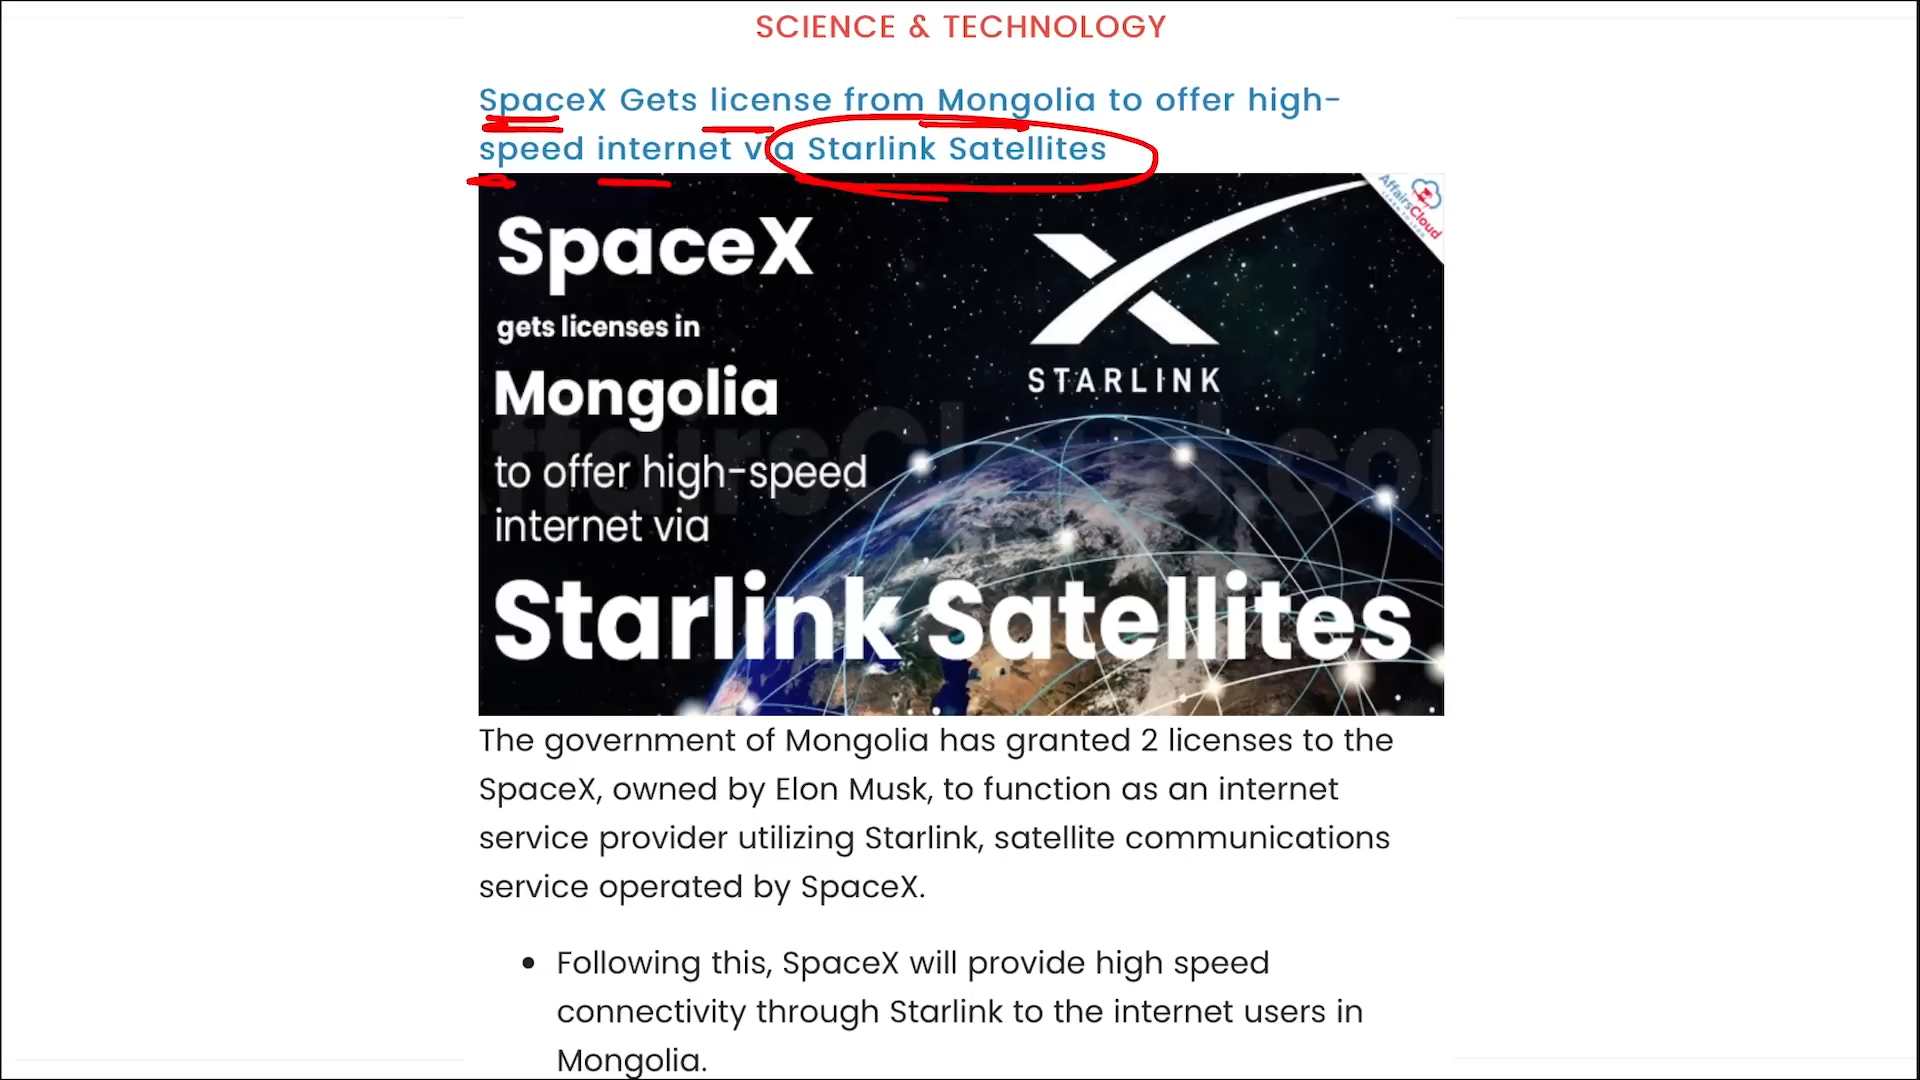 SCIENCE & TECHNOLOGY
SpaceX Gets license from Mongolia to offer high-
speed internet via Starlink Satellites
AffairsCloud
SpaceX
gets licenses in
Mongolia
to offer high-speed
internet via
Starlink Satellites
STARLINK
AffairsCloud.com
The government of Mongolia has granted 2 licenses to the
SpaceX, owned by Elon Musk, to function as an internet
service provider utilizing Starlink, satellite communications
service operated by SpaceX.
• Following this, SpaceX will provide high speed
connectivity through Starlink to the internet users in
Mongolia.